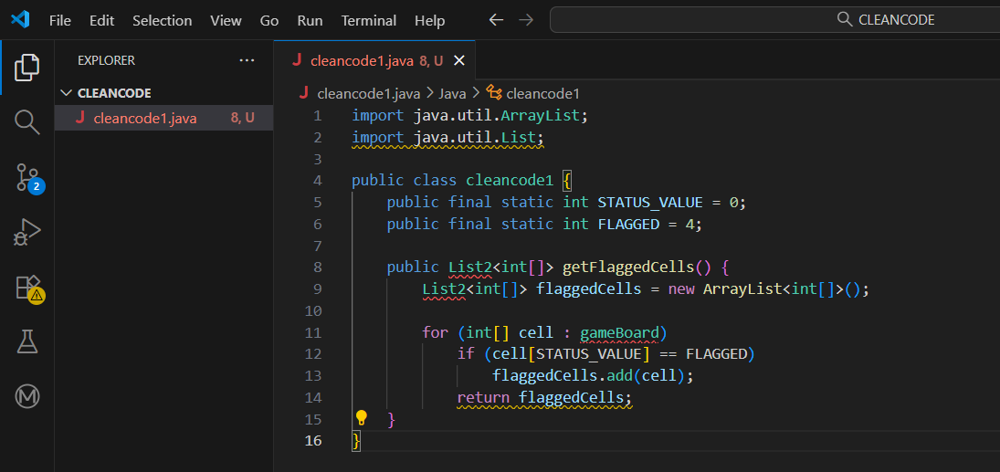 File Edit Selection View Go Run Terminal Help ← → CLEANCODE
EXPLORER ···
CLEANCODE
J cleancode1.java 8, U
2
J cleancode1.java 8, U ×
J cleancode1.java > Java > cleancode1
1 import java.util.ArrayList;
2 import java.util.List;
3
4 public class cleancode1 {
5 public final static int STATUS_VALUE = 0;
6 public final static int FLAGGED = 4;
7
8 public List2<int[]> getFlaggedCells() {
9 List2<int[]> flaggedCells = new ArrayList<int[]>();
10
11 for (int[] cell : gameBoard)
12 if (cell[STATUS_VALUE] == FLAGGED)
13 flaggedCells.add(cell);
14 return flaggedCells;
15 }
16 }